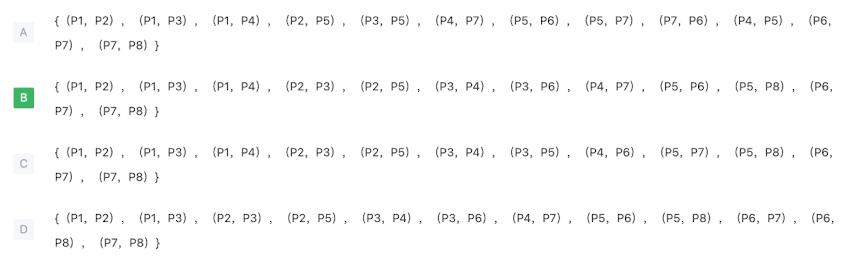 A
{ (P1, P2) , (P1, P3) , (P1, P4) , (P2, P5) , (P3, P5) , (P4, P7) , (P5, P6) , (P5, P7) , (P7, P6) , (P4, P5) , (P6,
P7) , (P7, P8) }
B
{ (P1, P2) , (P1, P3) , (P1, P4) , (P2, P3) , (P2, P5) , (P3, P4) , (P3, P6) , (P4, P7) , (P5, P6) , (P5, P8) , (P6,
P7) , (P7, P8) }
C
{ (P1, P2) , (P1, P3) , (P1, P4) , (P2, P3) , (P2, P5) , (P3, P4) , (P3, P5) , (P4, P6) , (P5, P7) , (P5, P8) , (P6,
P7) , (P7, P8) }
D
{ (P1, P2) , (P1, P3) , (P2, P3) , (P2, P5) , (P3, P4) , (P3, P6) , (P4, P7) , (P5, P6) , (P5, P8) , (P6, P7) , (P6,
P8) , (P7, P8) }